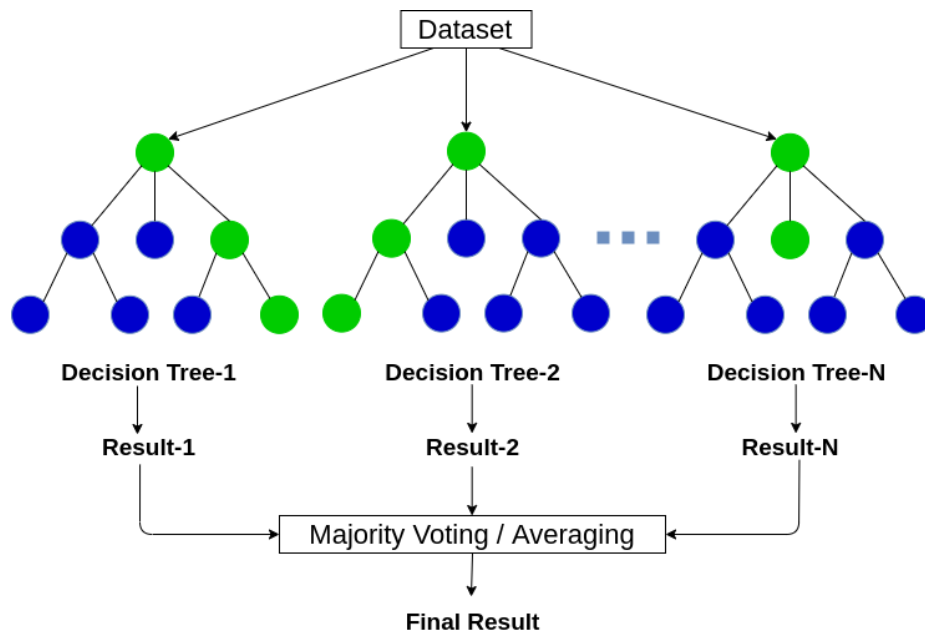 Dataset
Decision Tree-1
Decision Tree-2
Decision Tree-N
Result-1
Result-2
Result-N
Majority Voting / Averaging
Final Result